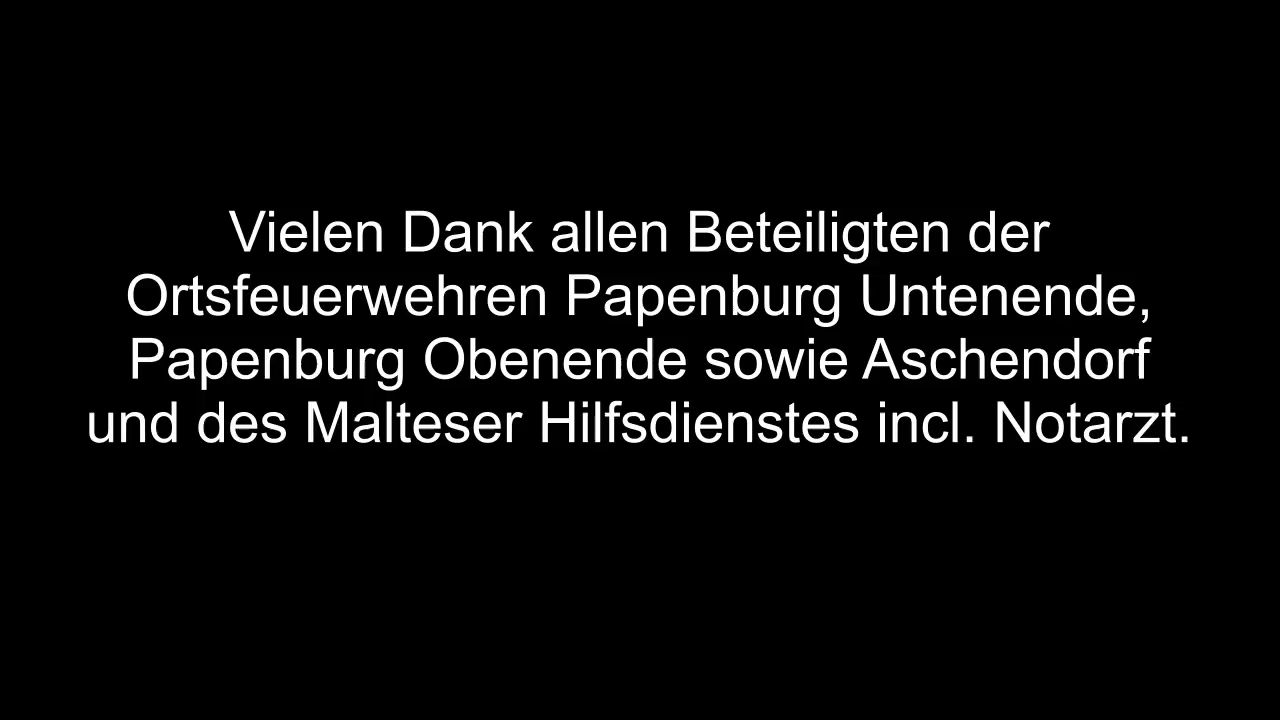 Vielen Dank allen Beteiligten der
Ortsfeuerwehren Papenburg Untenende,
Papenburg Obenende sowie Aschendorf
und des Malteser Hilfsdienstes incl. Notarzt.